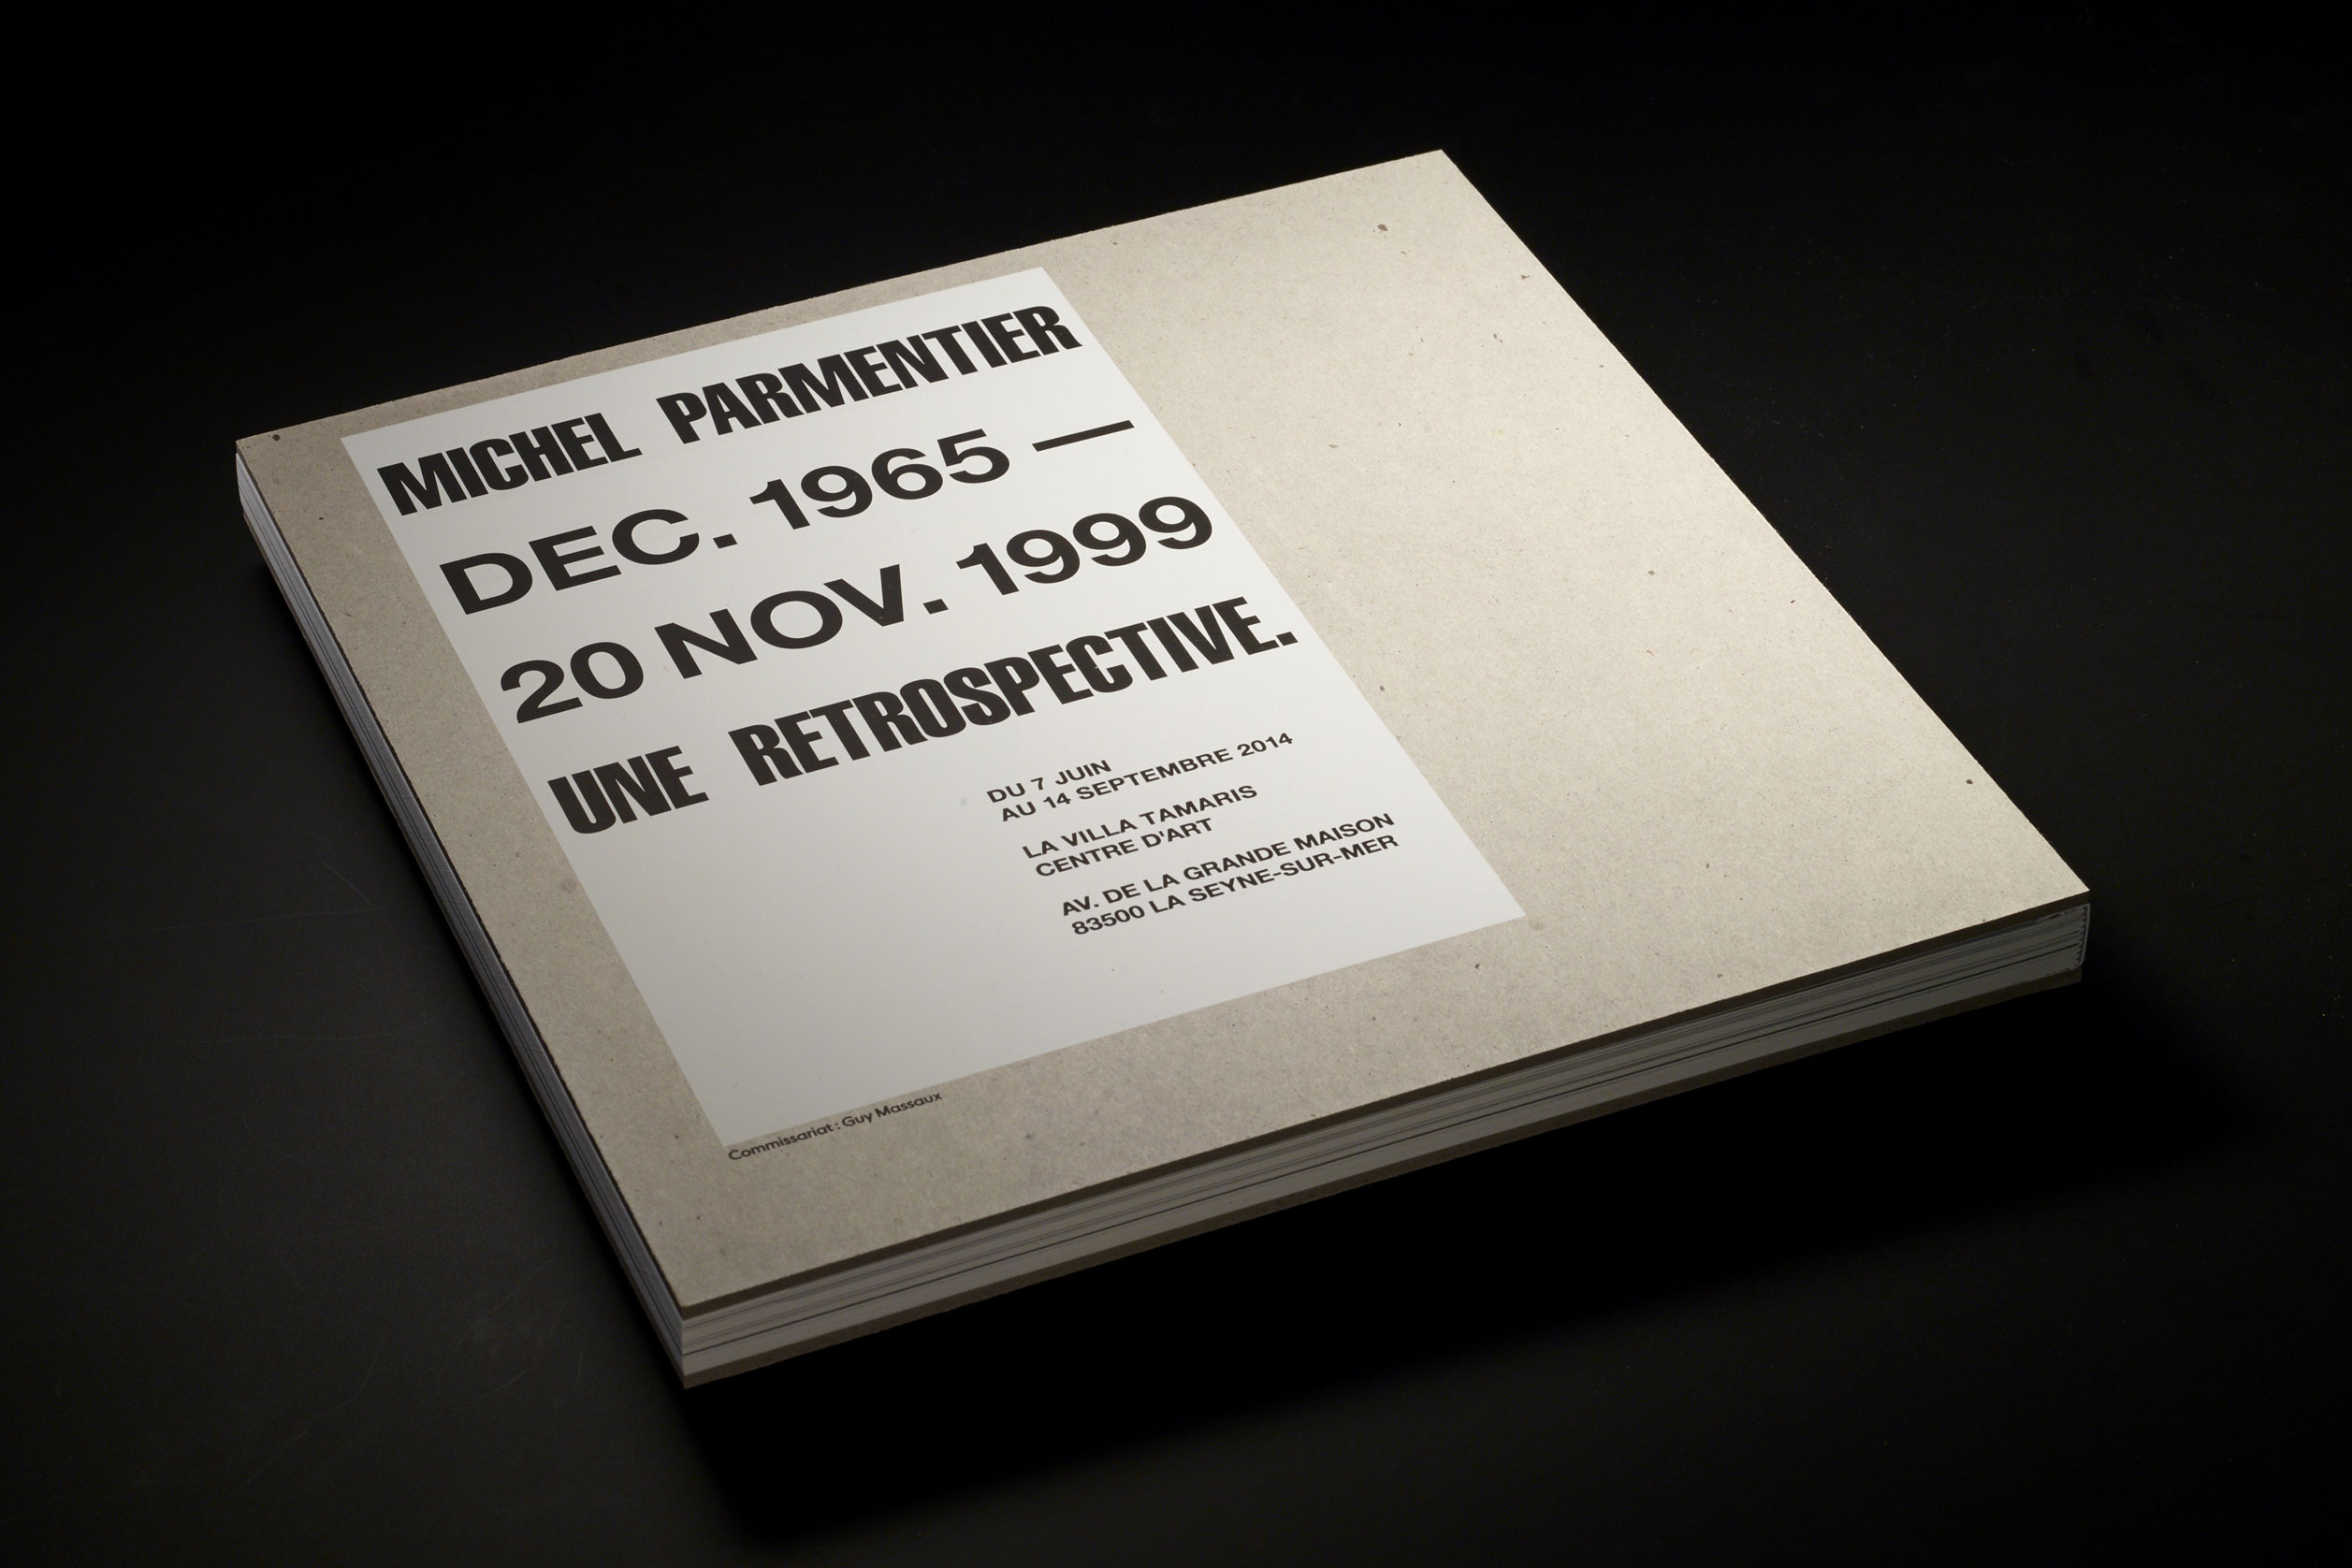 MICHEL PARMENTIER
DEC. 1965 —
20 NOV. 1999
UNE RETROSPECTIVE.
DU 7 JUIN
AU 14 SEPTEMBRE 2014
LA VILLA TAMARIS
CENTRE D'ART
AV. DE LA GRANDE MAISON
83500 LA SEYNE-SUR-MER
Commissariat : Guy Massaux